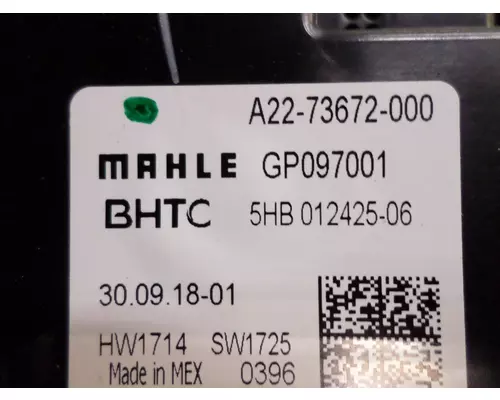 A22-73672-000
MAHLE GP097001
BHTC 5HB 012425-06
30.09.18-01
HW1714 SW1725
Made in MEX 0396